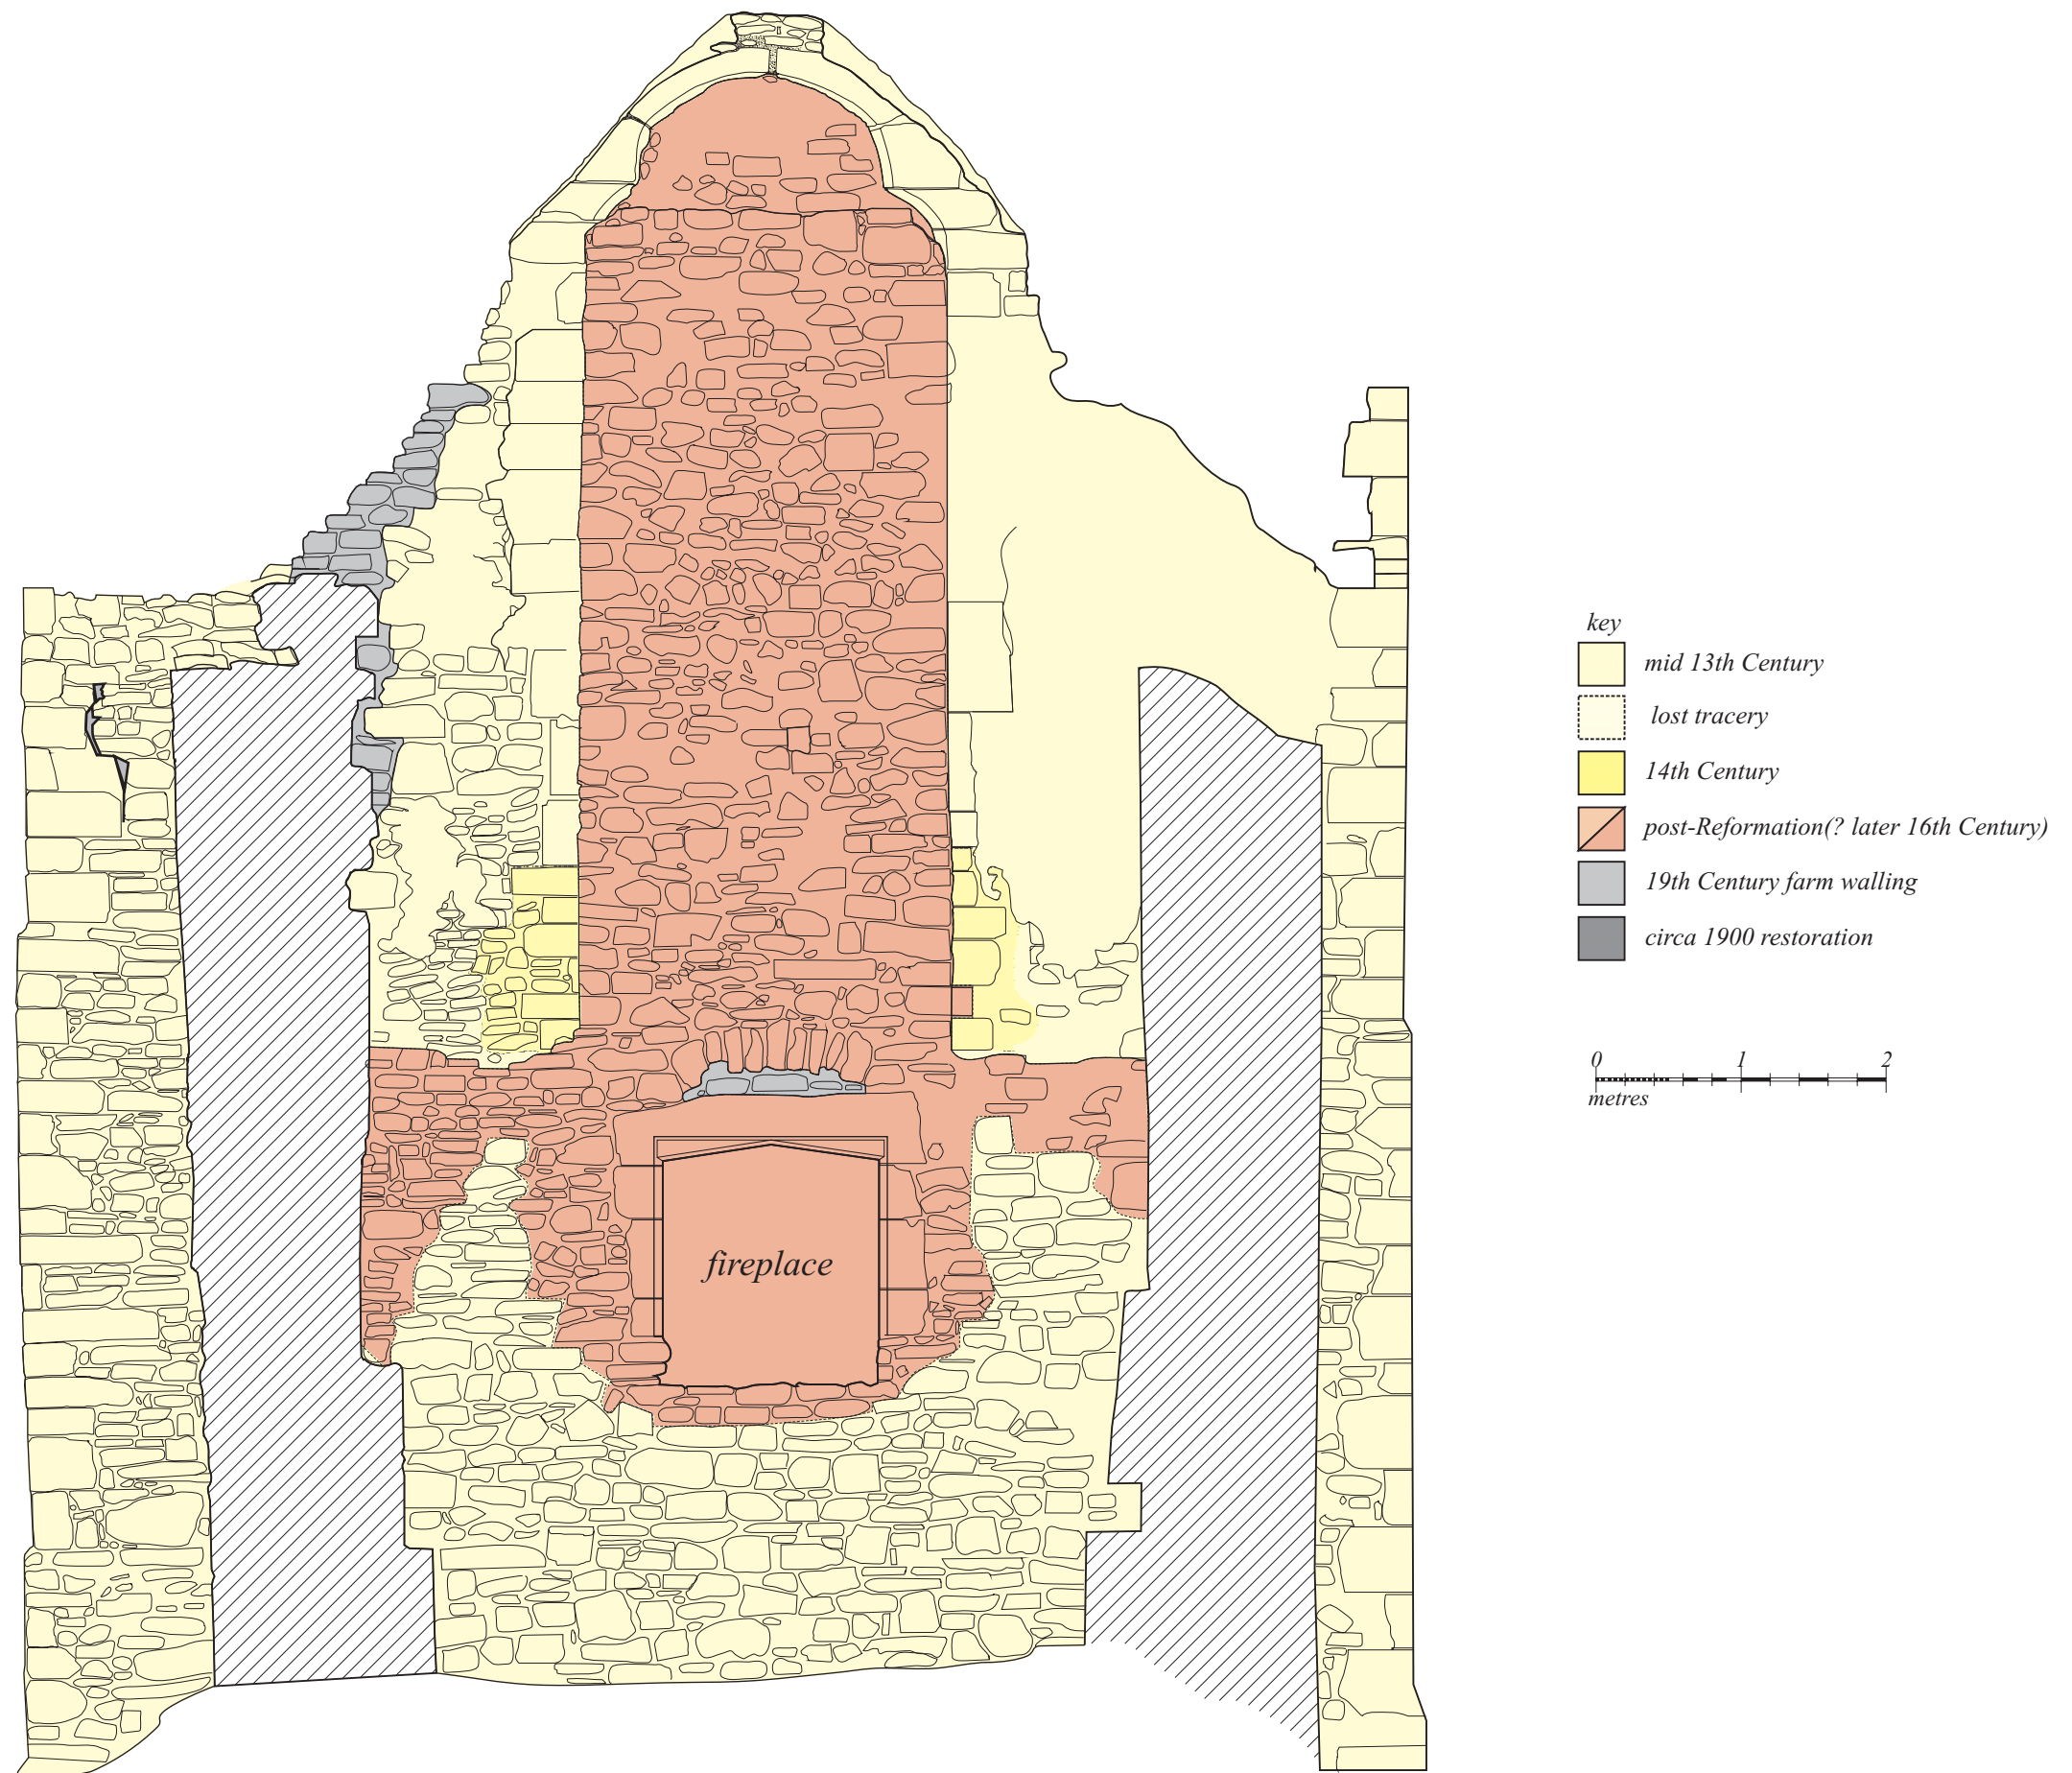 key
mid 13th Century
lost tracery
14th Century
post-Reformation(? later 16th Century)
19th Century farm walling
circa 1900 restoration
0 1 2
metres
fireplace